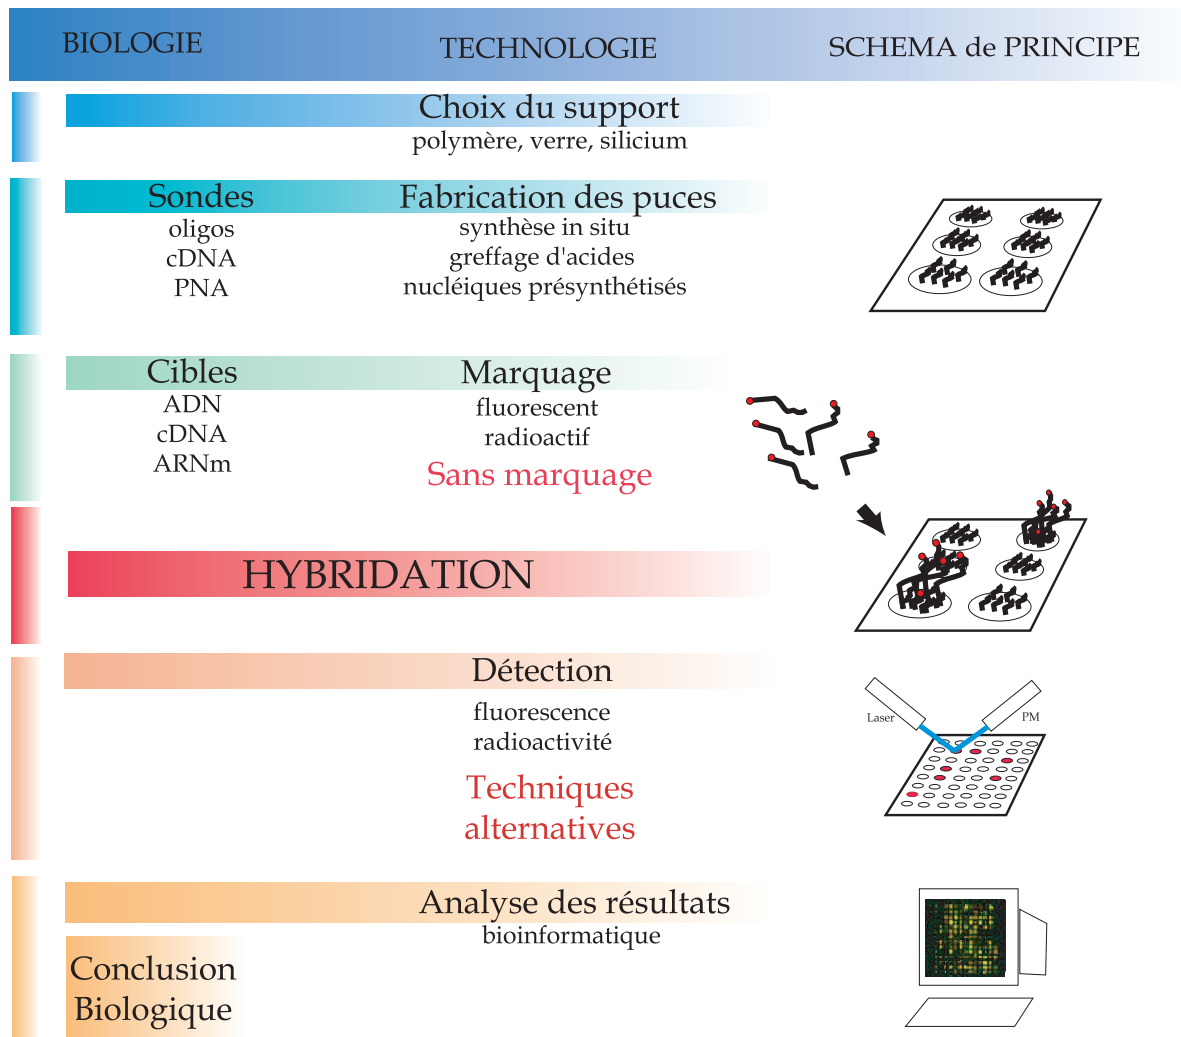 BIOLOGIE
TECHNOLOGIE
SCHEMA de PRINCIPE
Choix du support
polymère, verre, silicium
Sondes
oligos
cDNA
PNA
Fabrication des puces
synthèse in situ
greffage d'acides
nucléiques présynthétisés
Cibles
ADN
cDNA
ARNm
Marquage
fluorescent
radioactif
Sans marquage
HYBRIDATION
Détection
fluorescence
radioactivité
Techniques
alternatives
Laser
PM
Analyse des résultats
bioinformatique
Conclusion
Biologique